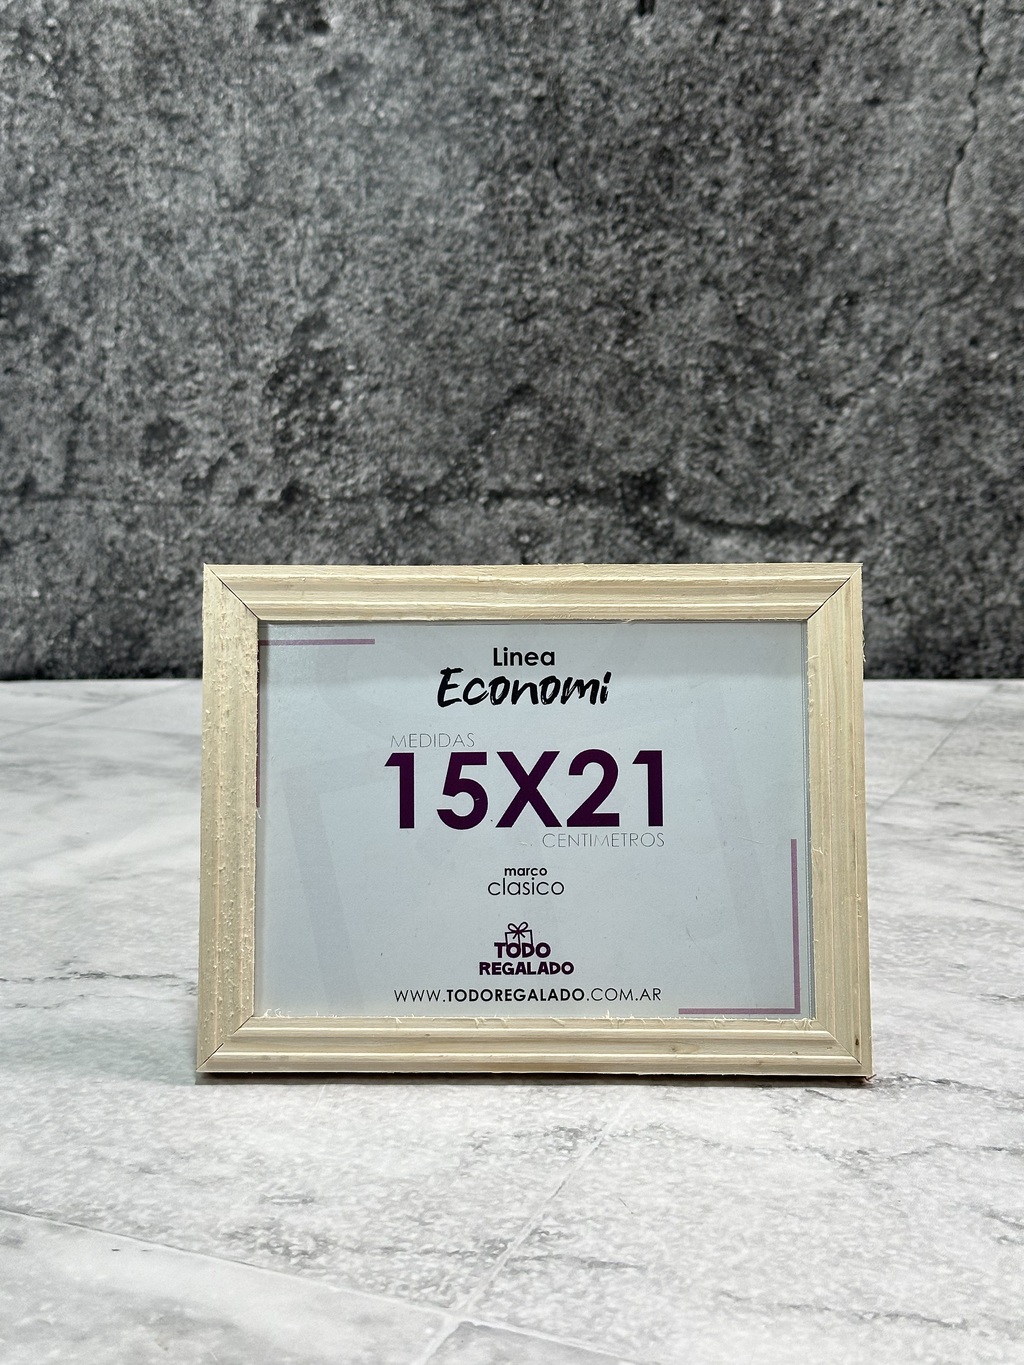 Linea
Economi
MEDIDAS
15X21
CENTIMETROS
marco
clasico
TODO
REGALADO
WWW.TODOREGALADO.COM.AR